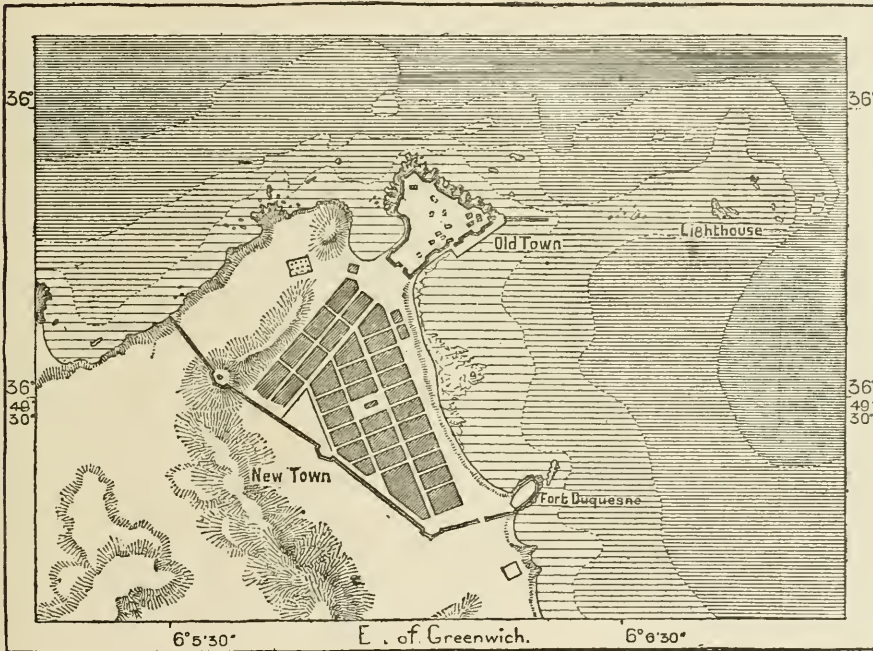 36°
36°
Lighthouse
Old Town
36°
49'
30"
36°
49'
30"
New Town
Fort Duquesne
6°5'30"
E. of Greenwich.
6°6'30"